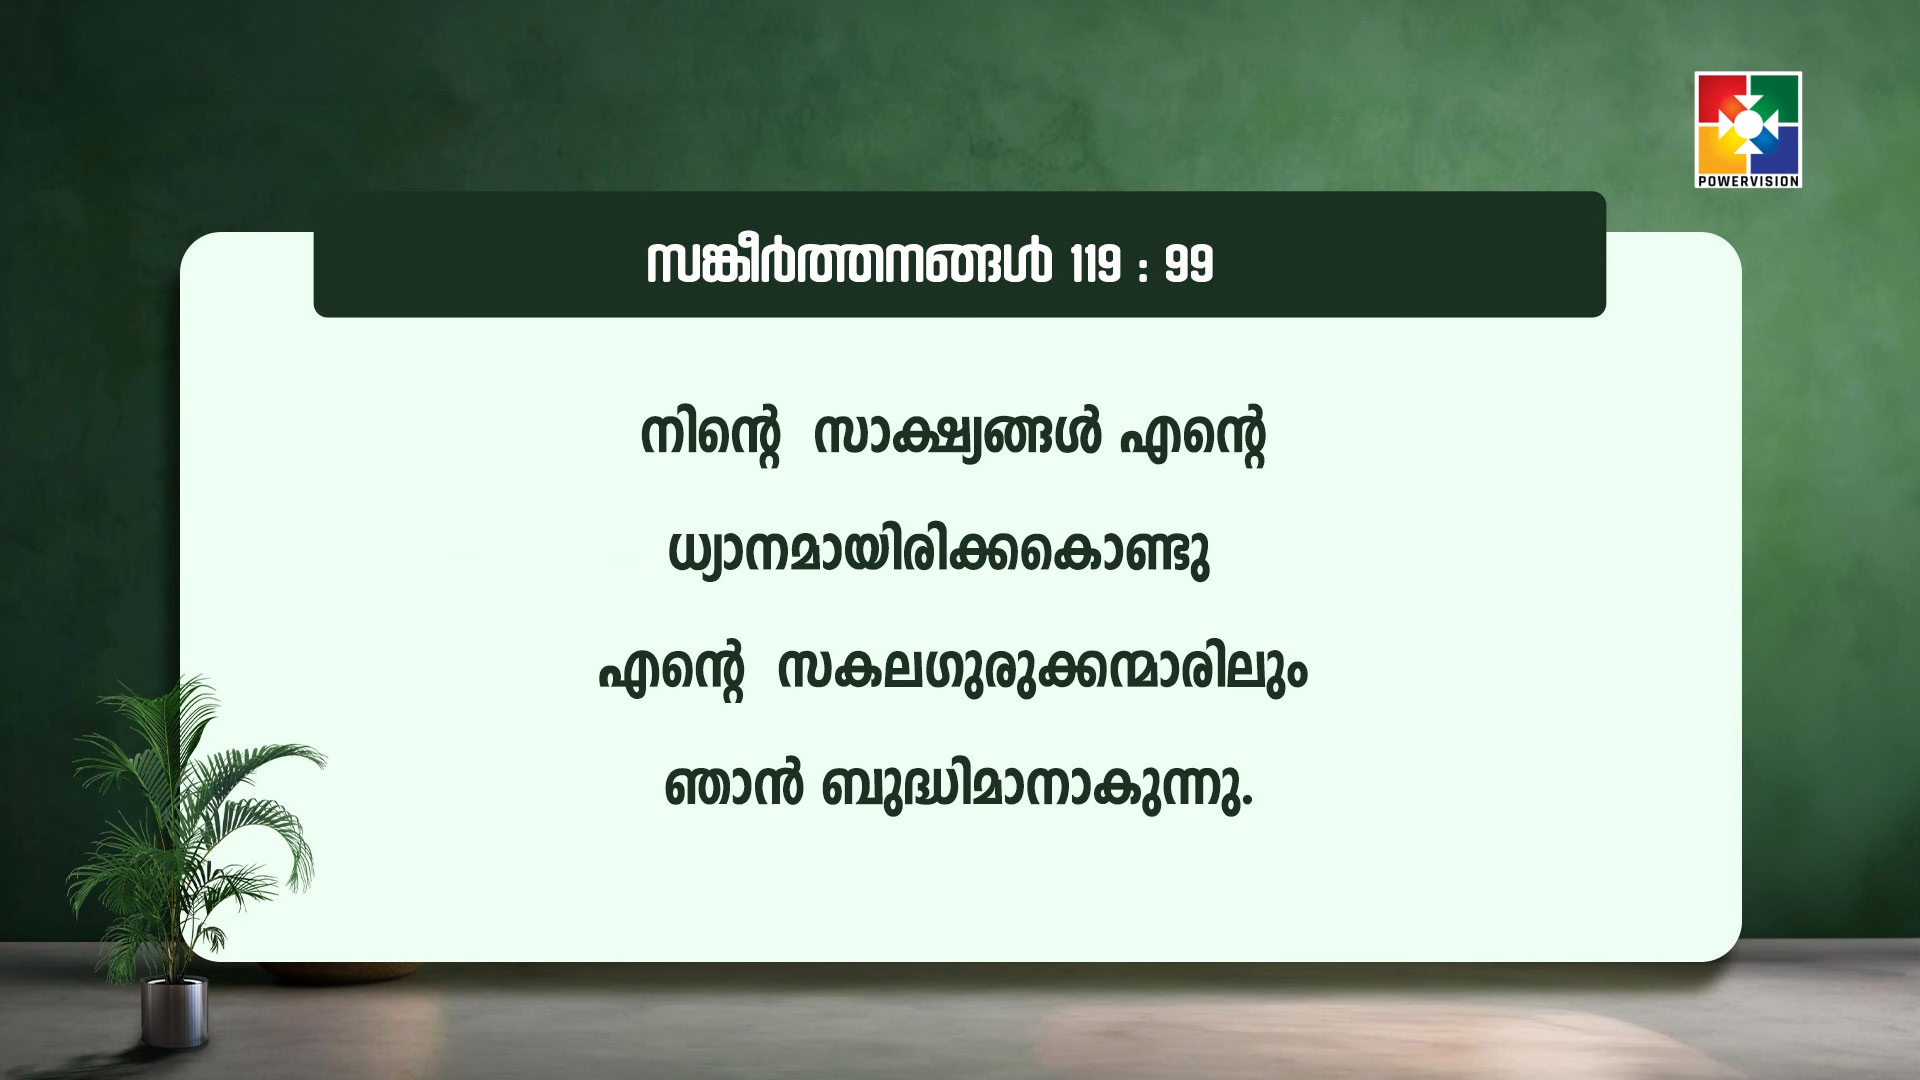 POWERVISION
സങ്കീർത്തനങ്ങൾ 119 : 99
നിന്റെ സാക്ഷ്യങ്ങൾ എന്റെ
ധ്യാനമായിരിക്കകൊണ്ടു
എന്റെ സകലഗുരുക്കന്മാരിലും
ഞാൻ ബുദ്ധിമാനാകുന്നു.